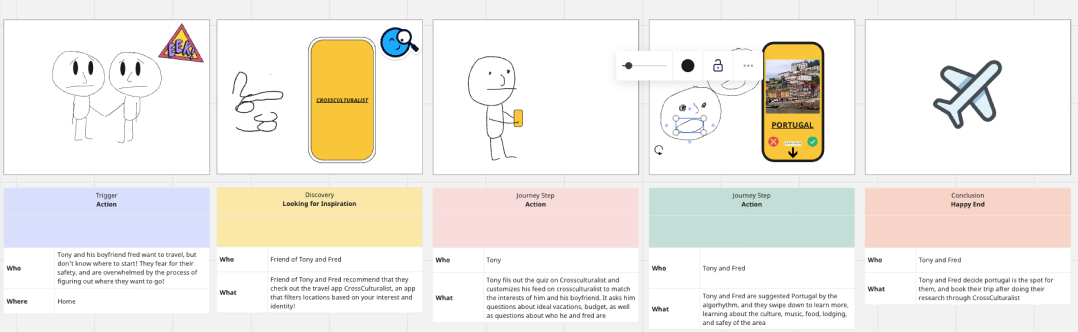 EEK!
CROSSCULTURALIST
PORTUGAL
Trigger
Action
Who
Tony and his boyfriend fred want to travel, but
don't know where to start! They fear for their
safety, and are overwhelmed by the process of
figuring out where they want to go!
Where
Home
Discovery
Looking for Inspiration
Who
Friend of Tony and Fred
What
Friend of Tony and Fred recommend that they
check out the travel app CrossCulturalist, an app
that filters locations based on your interest and
identity!
Journey Step
Action
Who
Tony
What
Tony fils out the quiz on Crossculturalist and
customizes his feed on crossculturalist to match
the interests of him and his boyfriend. It asks him
questions about ideal vacations, budget, as well
as questions about who he and fred are
Journey Step
Action
Who
Tony and Fred
What
Tony and Fred are suggested Portugal by the
algorhythm, and they swipe down to learn more,
learning about the culture, music, food, lodging,
and safey of the area
Conclusion
Happy End
Who
Tony and Fred
What
Tony and Fred decide portugal is the spot for
them, and book their trip after doing their
research through CrossCulturalist